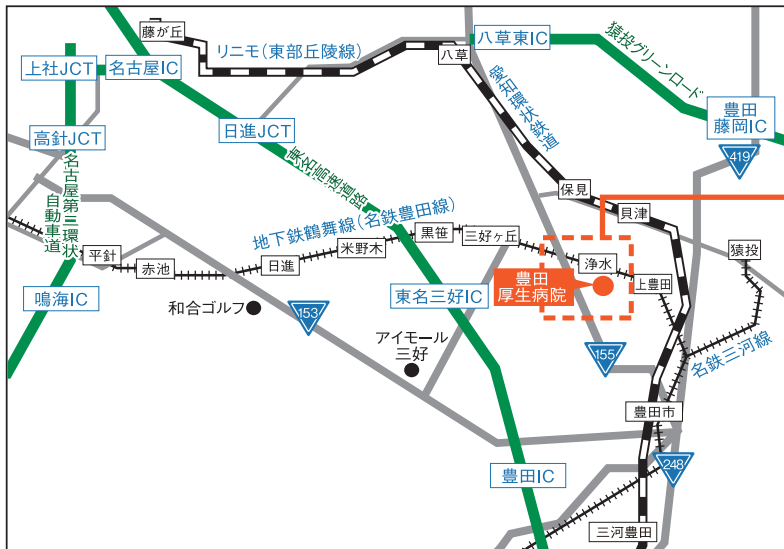 藤が丘
リニモ（東部丘陵線）
八草
八草東IC
猿投グリーンロード
上社JCT
名古屋IC
愛知環状鉄道
豊田
藤岡IC
419
高針JCT
日進JCT
名古屋第二環状
自動車道
東名高速道路
保見
貝津
地下鉄鶴舞線（名鉄豊田線）
平針
赤池
日進
米野木
黒笹
三好ヶ丘
浄水
上豊田
猿投
豊田
厚生病院
鳴海IC
和合ゴルフ
153
東名三好IC
アイモール
三好
155
名鉄三河線
豊田市
豊田IC
248
三河豊田